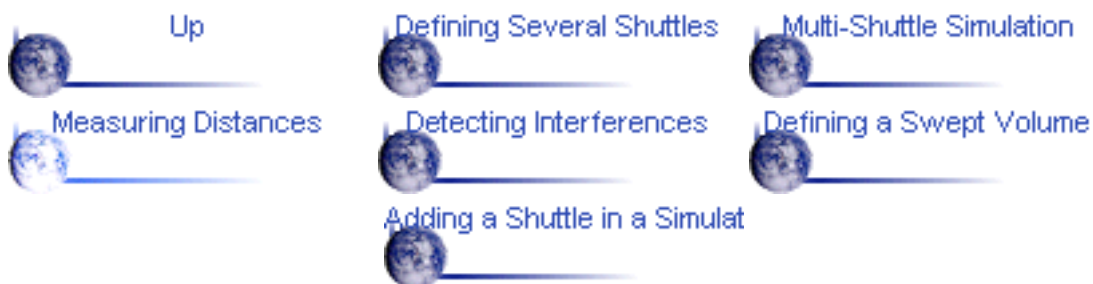 Up
Defining Several Shuttles
Multi-Shuttle Simulation
Measuring Distances
Detecting Interferences
Defining a Swept Volume
Adding a Shuttle in a Simulat